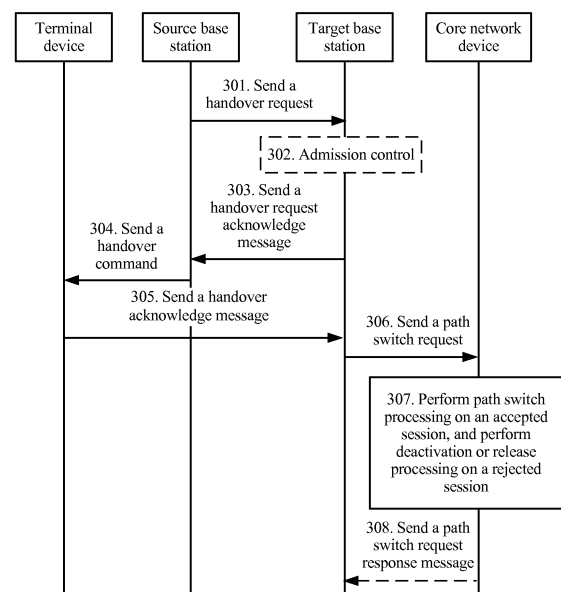 Terminal
device
Source base
station
Target base
station
Core network
device
301. Send a
handover request
302. Admission control
303. Send a
handover request
acknowledge
message
304. Send a
handover
command
305. Send a handover
acknowledge message
306. Send a path
switch request
307. Perform path switch
processing on an accepted
session, and perform
deactivation or release
processing on a rejected
session
308. Send a path
switch request
response message